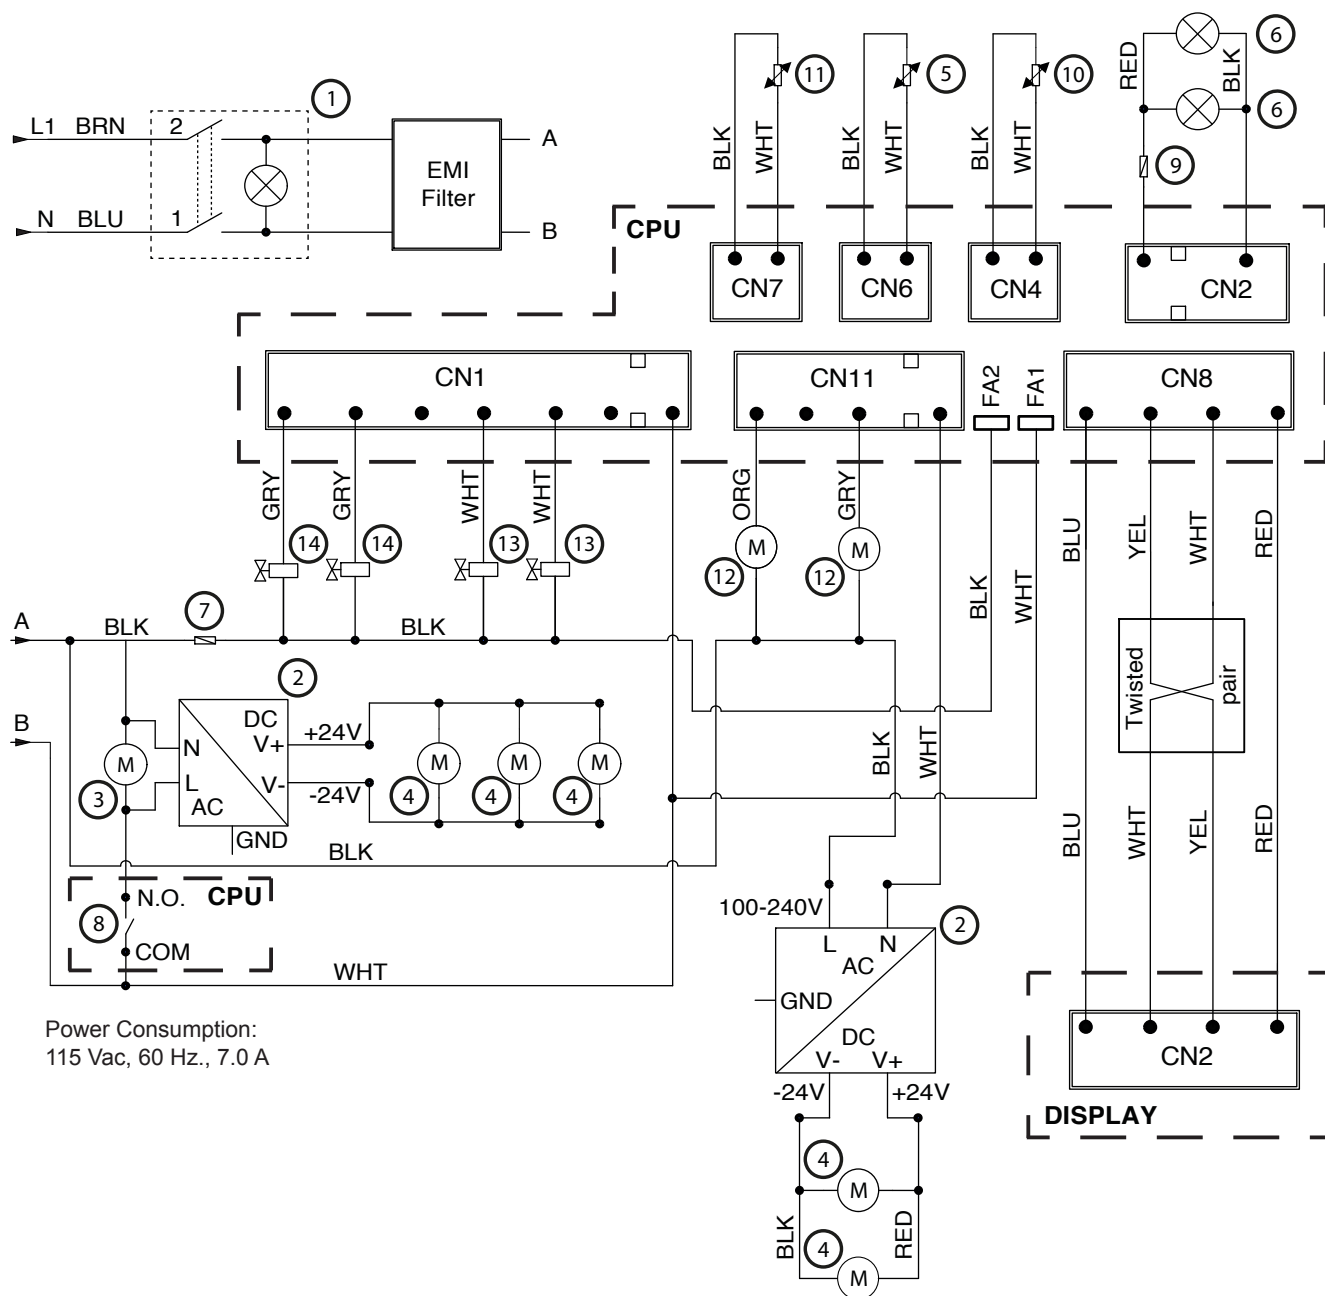 RED
BLK
6
11
5
10
6
1
L1 BRN 2
A
BLK
WHT
BLK
WHT
BLK
WHT
9
EMI
Filter
N BLU 1
B
CPU
CN7
CN6
CN4
CN2
CN1
CN11
FA2
FA1
CN8
GRY
GRY
WHT
WHT
ORG
GRY
14
14
13
13
M
M
12
12
BLK
WHT
BLU
YEL
WHT
RED
A
BLK
7
BLK
2
Twisted
pair
B
DC
V+
+24V
N
M
L
V-
-24V
AC
3
M
M
M
4
4
4
GND
BLK
BLK
WHT
BLU
WHT
YEL
RED
N.O.
CPU
8
COM
WHT
100-240V
2
L N
AC
GND
DC
V- V+
-24V
+24V
Power Consumption:
115 Vac, 60 Hz., 7.0 A
CN2
DISPLAY
4
M
BLK
RED
4
M